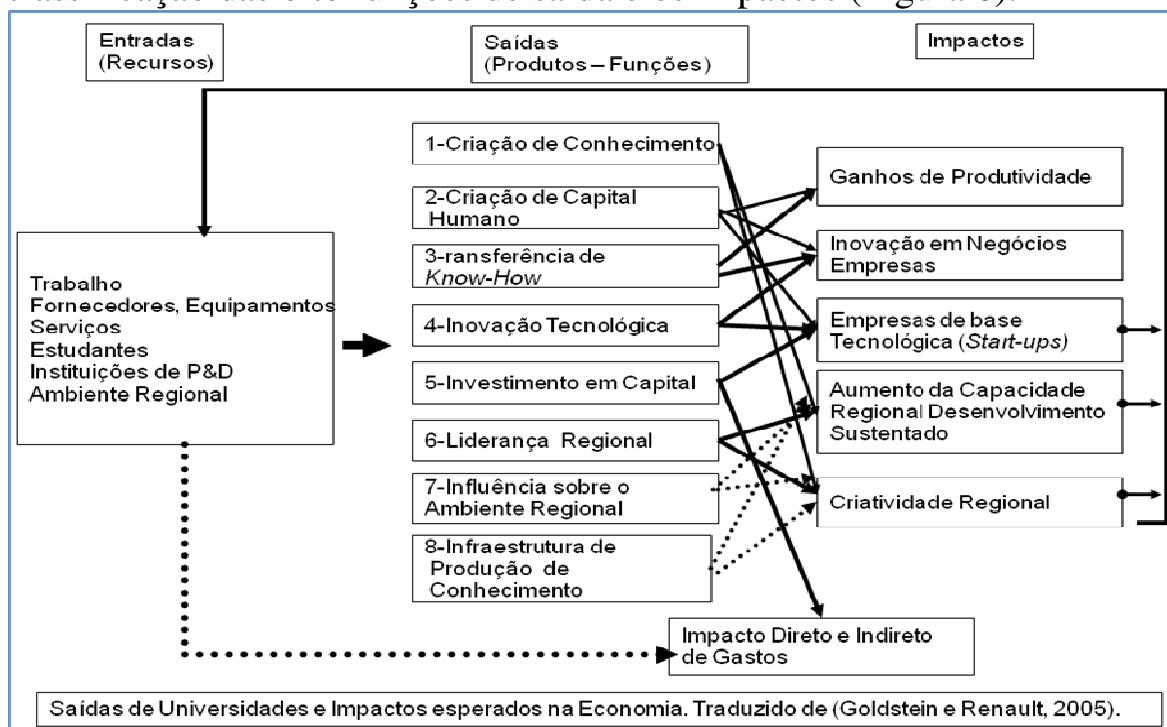 Entradas
(Recursos)
Saídas
(Produtos – Funções)
Impactos
1-Criação de Conhecimento
2-Criação de Capital
Humano
3-ransferência de
Know-How
4-Inovação Tecnológica
5-Investimento em Capital
6-Liderança Regional
7-Influência sobre o
Ambiente Regional
8-Infraestrutura de
Produção de
Conhecimento
Trabalho
Fornecedores, Equipamentos
Serviços
Estudantes
Instituições de P&D
Ambiente Regional
Ganhos de Produtividade
Inovação em Negócios
Empresas
Empresas de base
Tecnológica (Start-ups)
Aumento da Capacidade
Regional Desenvolvimento
Sustentado
Criatividade Regional
Impacto Direto e Indireto
de Gastos
Saídas de Universidades e Impactos esperados na Economia. Traduzido de (Goldstein e Renault, 2005).